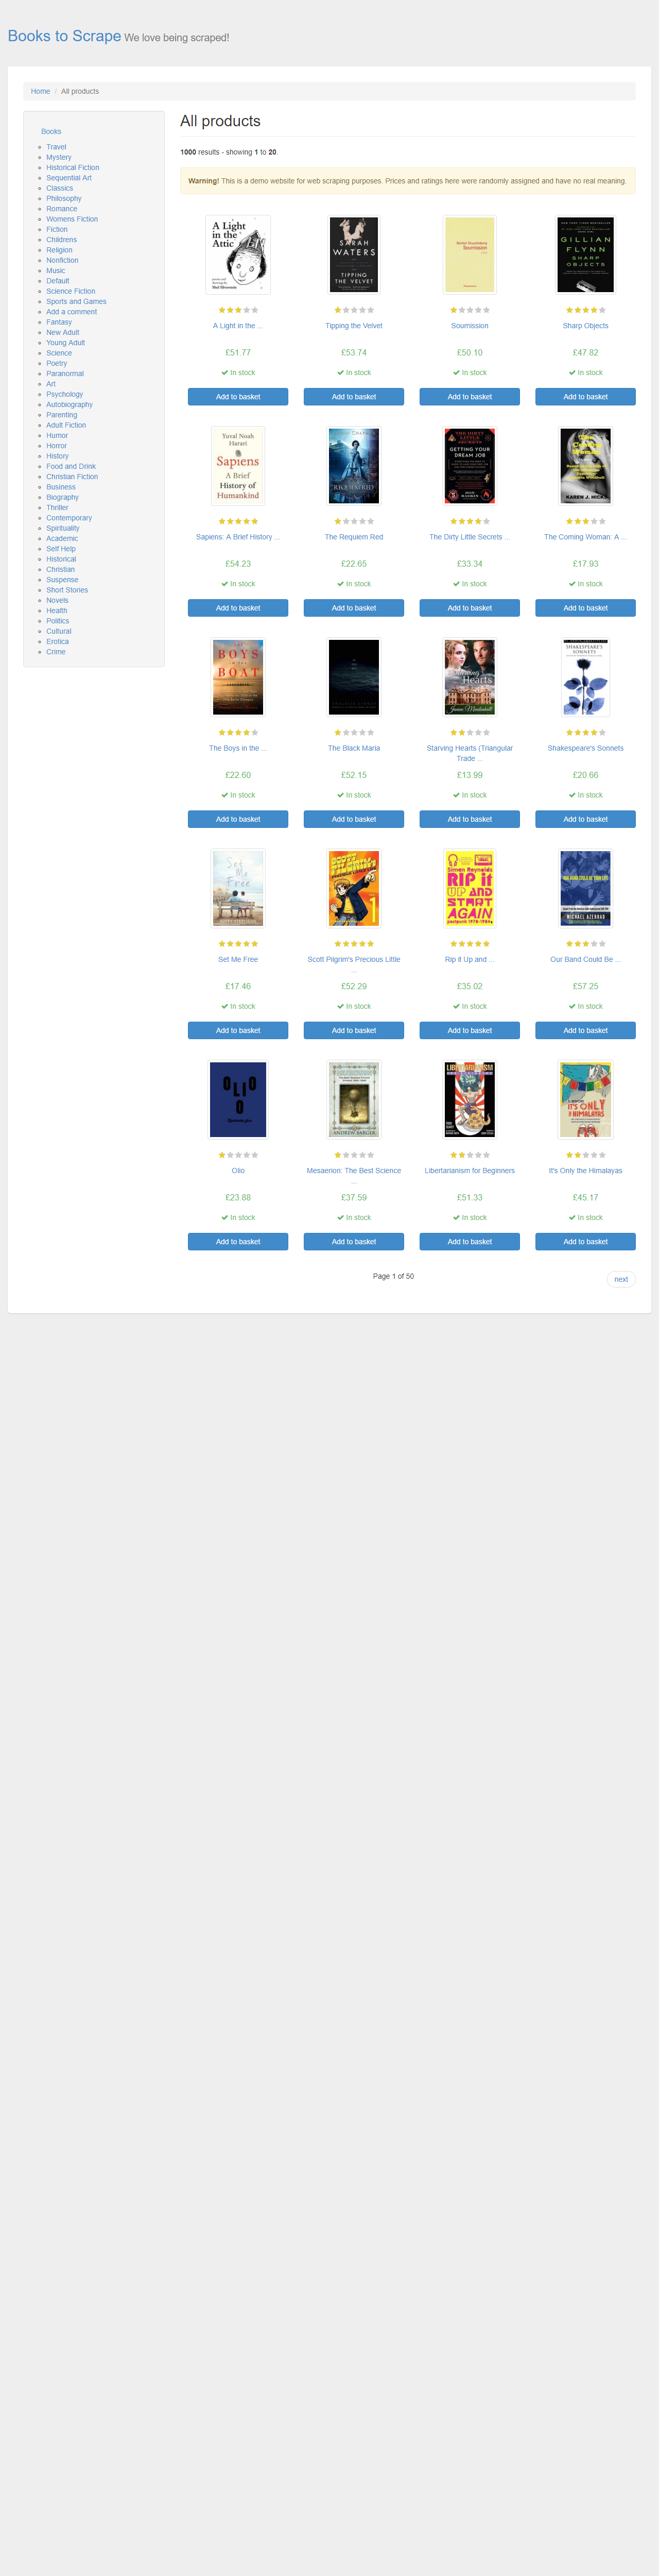 Books to Scrape We love being scraped!
Home / All products
Books
Travel
Mystery
Historical Fiction
Sequential Art
Classics
Philosophy
Romance
Womens Fiction
Fiction
Childrens
Religion
Nonfiction
Music
Default
Science Fiction
Sports and Games
Add a comment
Fantasy
New Adult
Young Adult
Science
Poetry
Paranormal
Art
Psychology
Autobiography
Parenting
Adult Fiction
Humor
Horror
History
Food and Drink
Christian Fiction
Business
Biography
Thriller
Contemporary
Spirituality
Academic
Self Help
Historical
Christian
Suspense
Short Stories
Novels
Health
Politics
Cultural
Erotica
Crime
All products
1000 results - showing 1 to 20.
Warning! This is a demo website for web scraping purposes. Prices and ratings here were randomly assigned and have no real meaning.
A Light
in the
Attic
Shel Silverstein
A Light in the ...
£51.77
In stock
Add to basket
SARAH
WATERS
TIPPING
THE VELVET
Tipping the Velvet
£53.74
In stock
Add to basket
Soumission
Soumission
£50.10
In stock
Add to basket
GILLIAN
FLYNN
SHARP
OBJECTS
Sharp Objects
£47.82
In stock
Add to basket
Yuval Noah
Harari
Sapiens
A Brief
History of
Humankind
Sapiens: A Brief History ...
£54.23
In stock
Add to basket
The Requiem Red
£22.65
In stock
Add to basket
THE DIRTY LITTLE
SECRETS
GETTING YOUR
DREAM JOB
The Dirty Little Secrets ...
£33.34
In stock
Add to basket
The
Coming
Woman
KAREN J. HICKS
The Coming Woman: A ...
£17.93
In stock
Add to basket
BOYS
BOAT
The Boys in the ...
£22.60
In stock
Add to basket
The Black Maria
£52.15
In stock
Add to basket
Hearts
Starving Hearts (Triangular
Trade ...
£13.99
In stock
Add to basket
SHAKESPEARE'S
SONNETS
Shakespeare's Sonnets
£20.66
In stock
Add to basket
Set Me
Free
Set Me Free
£17.46
In stock
Add to basket
SCOTT
PILGRIM'S
1
Scott Pilgrim's Precious Little
...
£52.29
In stock
Add to basket
Simon Reynolds
RIP it
UP AND
START
AGAIN
postpunk 1978-1984
Rip it Up and ...
£35.02
In stock
Add to basket
OUR BAND COULD BE YOUR LIFE
MICHAEL AZERRAD
Our Band Could Be ...
£57.25
In stock
Add to basket
OLIO
Olio
£23.88
In stock
Add to basket
ANDREW BARGER
Mesaerion: The Best Science
...
£37.59
In stock
Add to basket
LIBERTARIANISM
Libertarianism for Beginners
£51.33
In stock
Add to basket
IT'S ONLY
the HIMALAYAS
It's Only the Himalayas
£45.17
In stock
Add to basket
Page 1 of 50
next